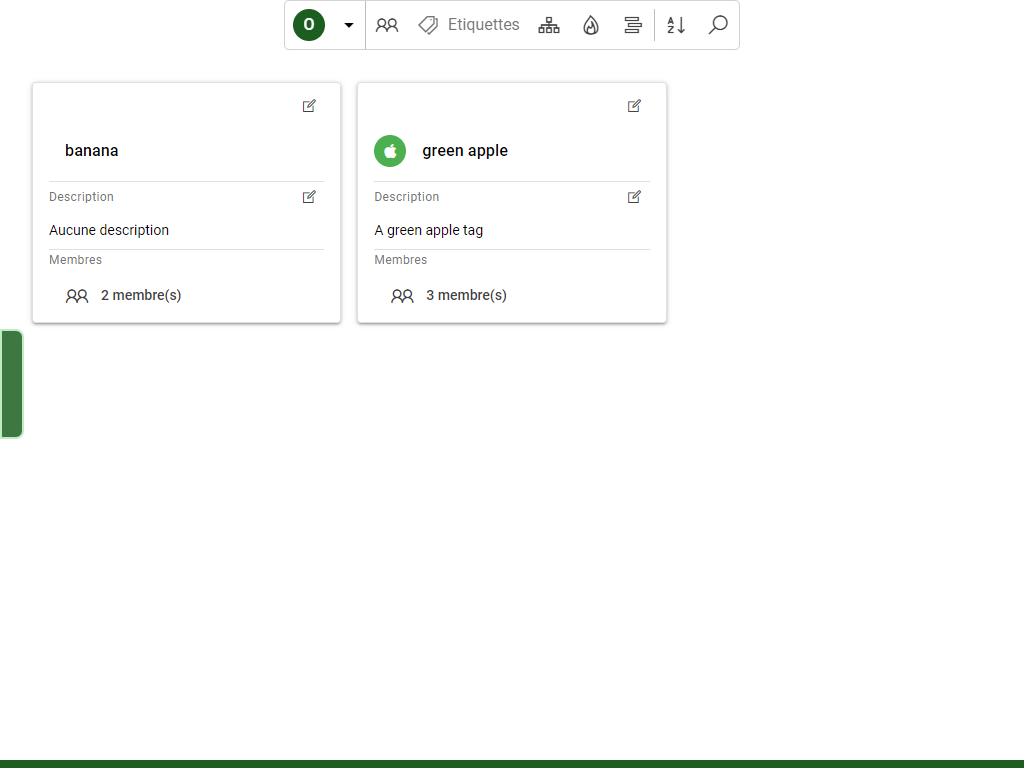 O
Etiquettes
A
Z
banana
Description
Aucune description
Membres
2 membre(s)
green apple
Description
A green apple tag
Membres
3 membre(s)